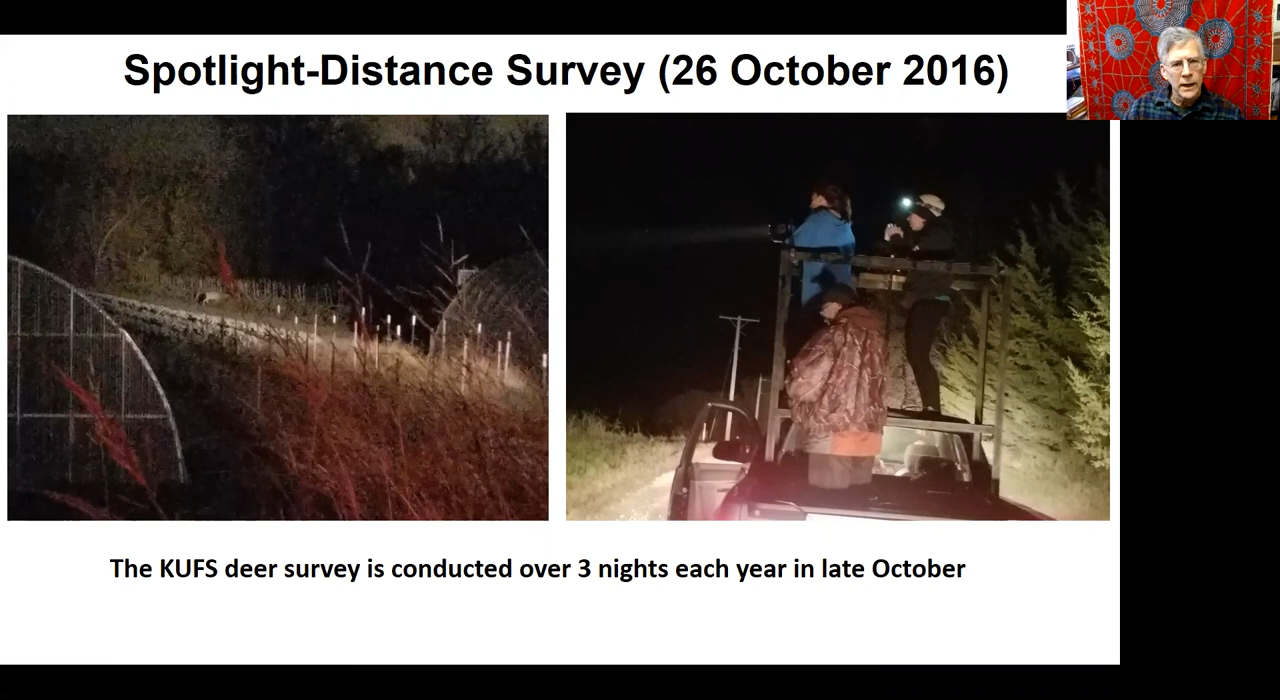 Spotlight-Distance Survey (26 October 2016)
The KUFS deer survey is conducted over 3 nights each year in late October